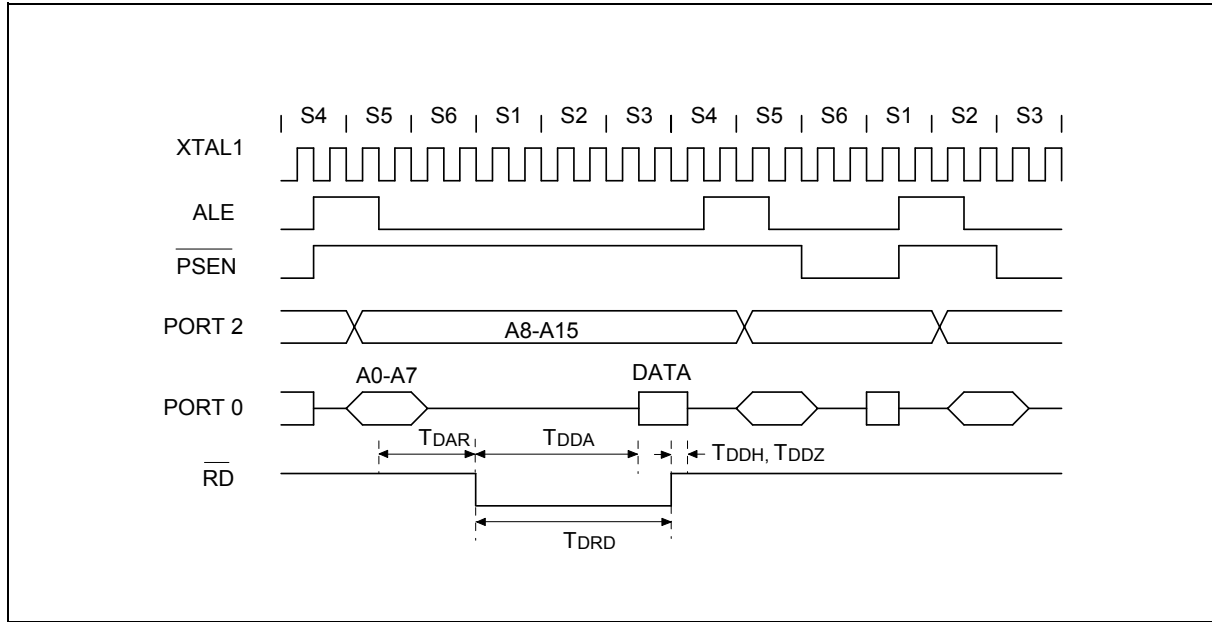 | S4 | S5 | S6 | S1 | S2 | S3 | S4 | S5 | S6 | S1 | S2 | S3 |
XTAL1
ALE
PSEN
PORT 2
A8-A15
A0-A7
DATA
PORT 0
TDAR
TDDA
TDDH, TDDZ
RD
TDRD